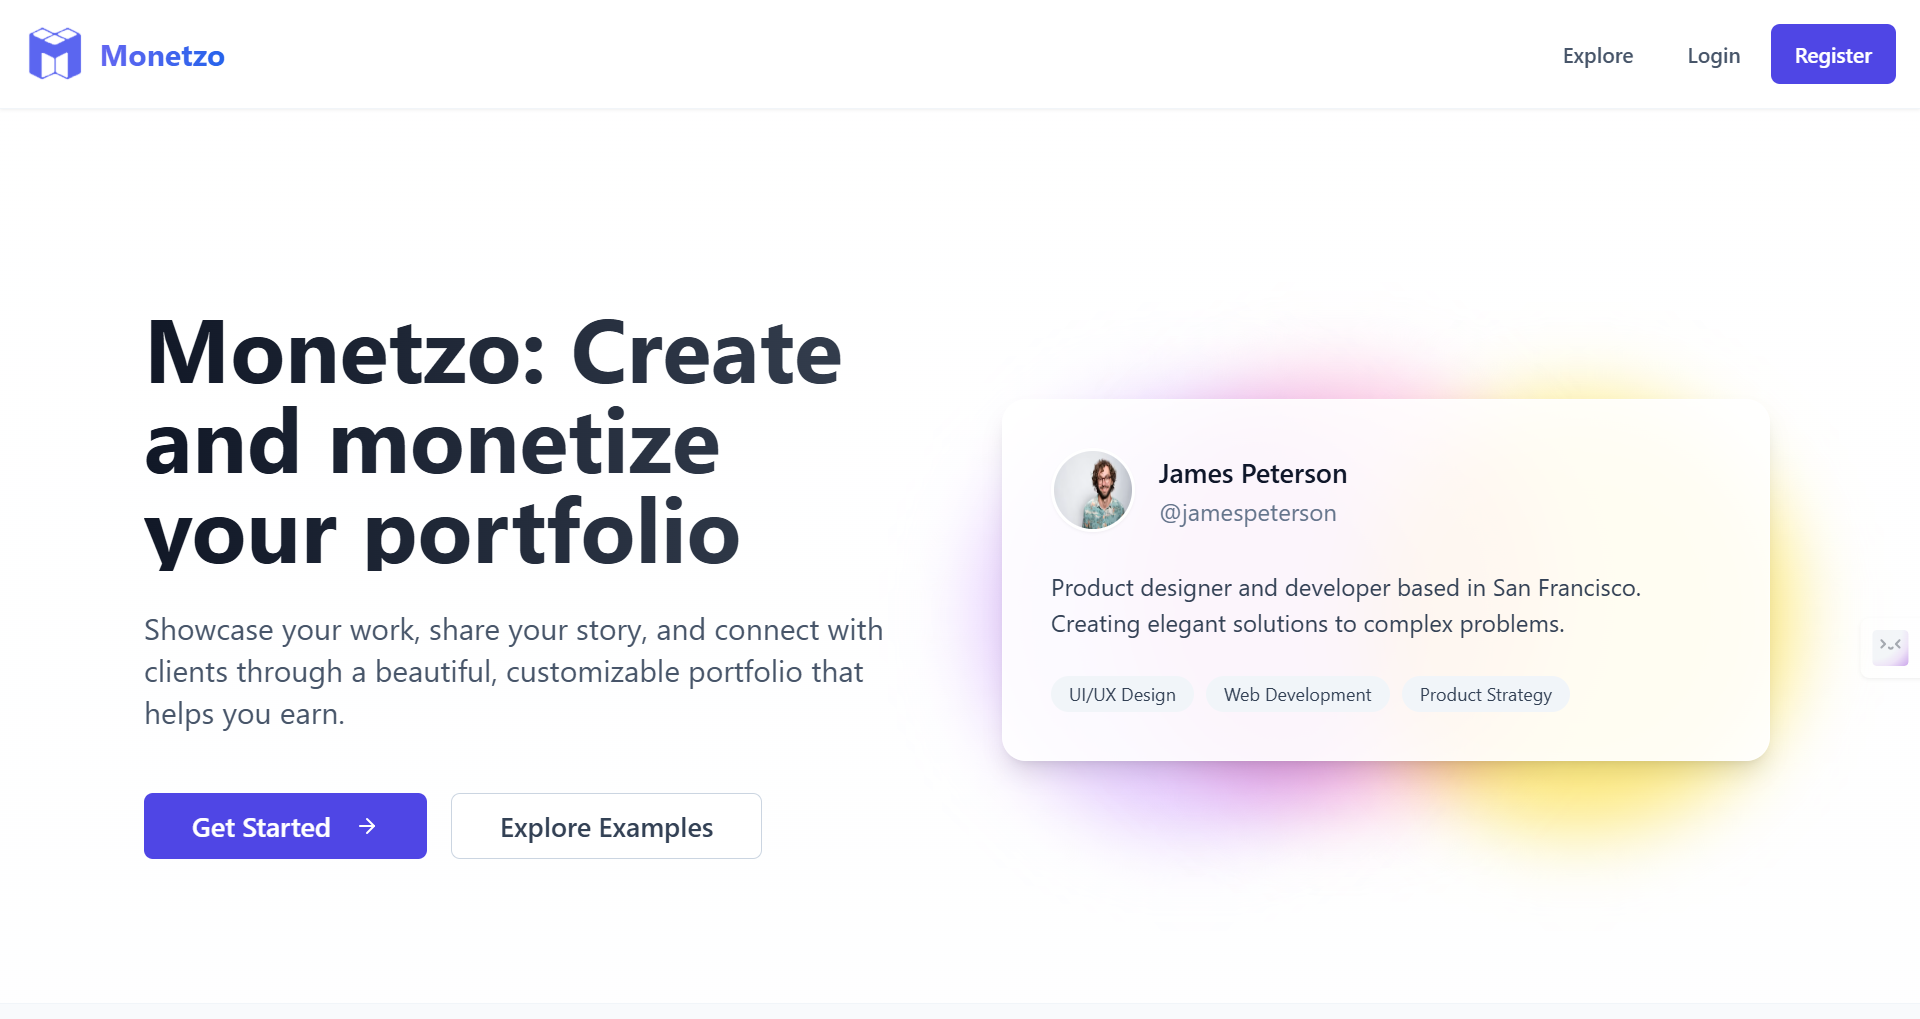 Monetzo
Explore
Login
Register
Monetzo: Create
and monetize
your portfolio
Showcase your work, share your story, and connect with
clients through a beautiful, customizable portfolio that
helps you earn.
Get Started
Explore Examples
James Peterson
@jamespeterson
Product designer and developer based in San Francisco.
Creating elegant solutions to complex problems.
UI/UX Design
Web Development
Product Strategy